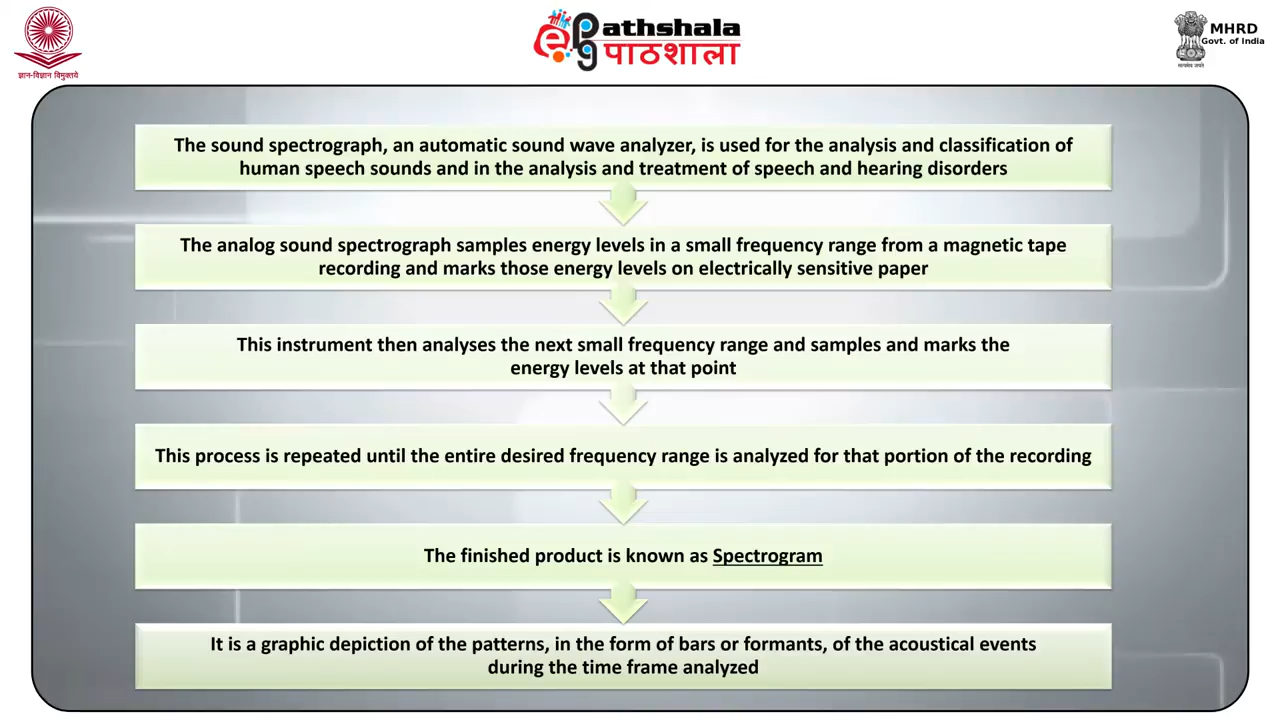 ज्ञान-विज्ञान विमुक्तये
epg
athshala
पाठशाला
MHRD
Govt. of India
सत्यमेव जयते
The sound spectrograph, an automatic sound wave analyzer, is used for the analysis and classification of
human speech sounds and in the analysis and treatment of speech and hearing disorders
The analog sound spectrograph samples energy levels in a small frequency range from a magnetic tape
recording and marks those energy levels on electrically sensitive paper
This instrument then analyses the next small frequency range and samples and marks the
energy levels at that point
This process is repeated until the entire desired frequency range is analyzed for that portion of the recording
The finished product is known as Spectrogram
It is a graphic depiction of the patterns, in the form of bars or formants, of the acoustical events
during the time frame analyzed